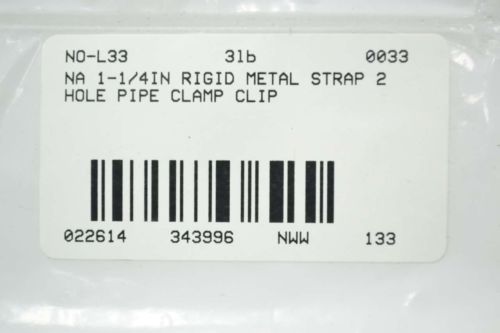 NO-L33 3lb 0033
NA 1-1/4IN RIGID METAL STRAP 2
HOLE PIPE CLAMP CLIP
022614 343996 NWW 133